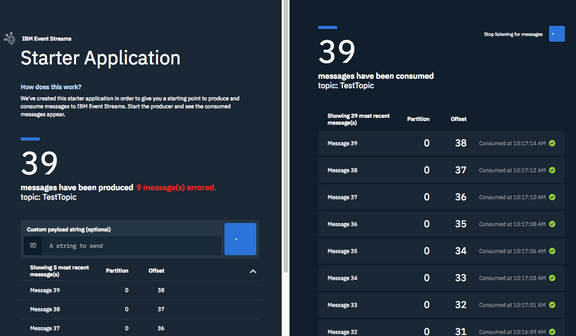 IBM Event Streams
Starter Application
How does this work?
We've created this starter application in order to give you a starting point to produce and
consume messages to IBM Event Streams. Start the producer and see the consumed
messages appear.
39
messages have been produced 9 message(s) errored.
topic: TestTopic
Custom payload string (optional)
A string to send
Showing 5 most recent
message(s) Partition Offset
Message 39 0 38
Message 38 0 37
Message 37 0 36
Stop listening for messages
39
messages have been consumed
topic: TestTopic
Showing 39 most recent
message(s) Partition Offset
Message 39 0 38 Consumed at 10:17:14 AM
Message 38 0 37 Consumed at 10:17:12 AM
Message 37 0 36 Consumed at 10:17:10 AM
Message 36 0 35 Consumed at 10:17:08 AM
Message 35 0 34 Consumed at 10:17:06 AM
Message 34 0 33 Consumed at 10:17:03 AM
Message 33 0 32 Consumed at 10:17:01 AM
Message 32 0 31 Consumed at 10:16:59 AM